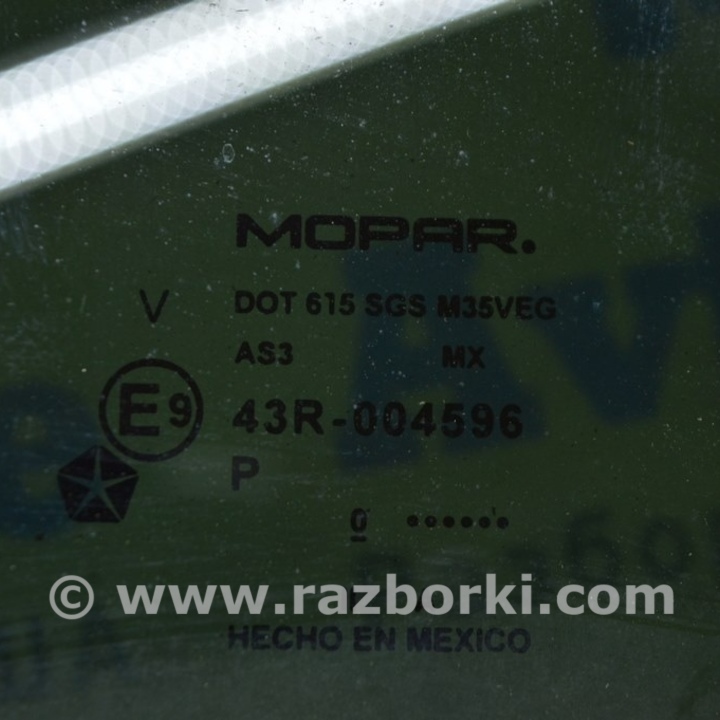 MOPAR.
V DOT 615 SGS M35VEG
AS3 MX
E9 43R-004596
P
0 ......
© www.razborki.com
HECHO EN MEXICO